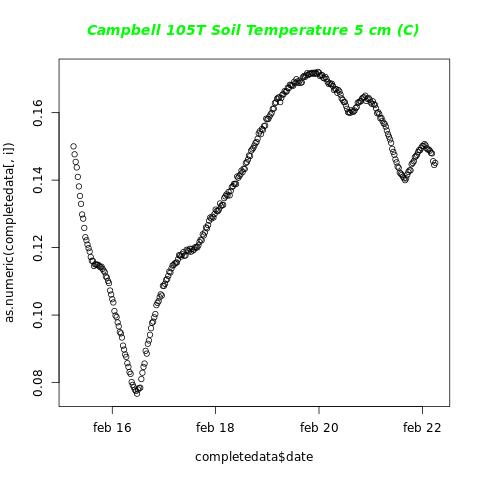 Campbell 105T Soil Temperature 5 cm (C)
as.numeric(completedata[, i])
0.16
0.14
0.12
0.10
0.08
feb 16 feb 18 feb 20 feb 22
completedata$date